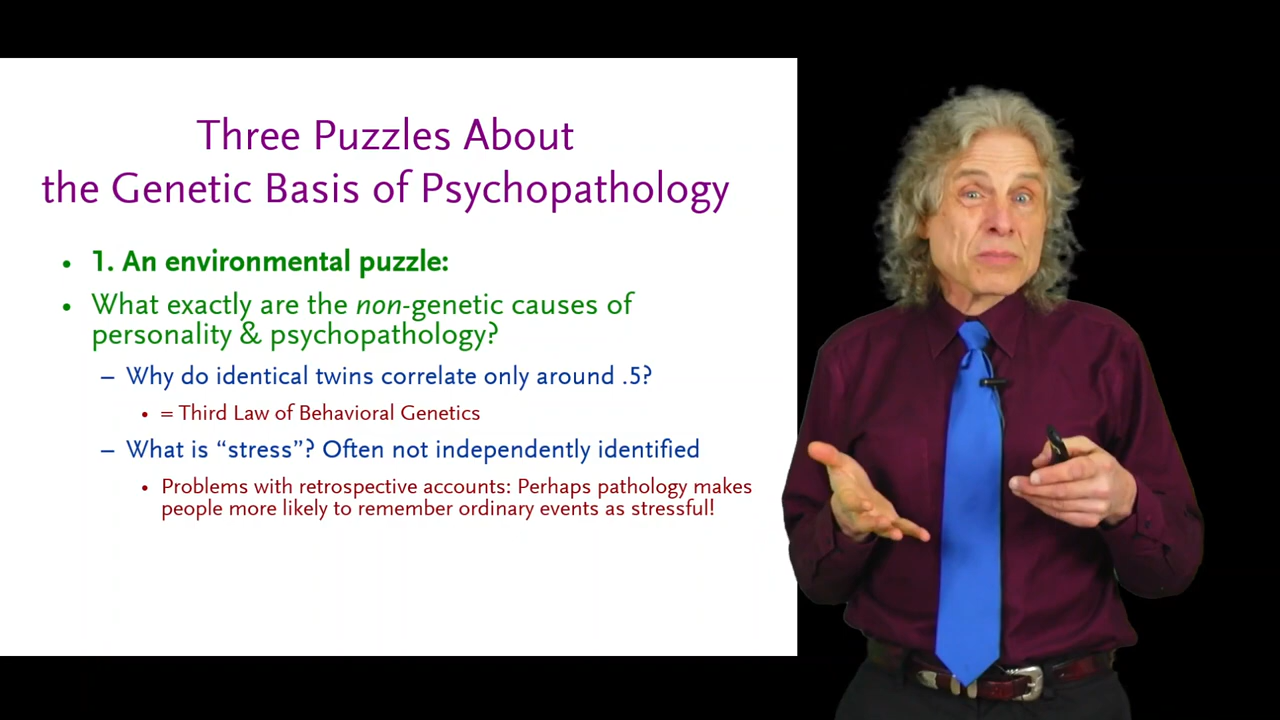 Three Puzzles About
the Genetic Basis of Psychopathology
• 1. An environmental puzzle:
• What exactly are the non-genetic causes of
personality & psychopathology?
– Why do identical twins correlate only around .5?
• = Third Law of Behavioral Genetics
– What is “stress”? Often not independently identified
• Problems with retrospective accounts: Perhaps pathology makes
people more likely to remember ordinary events as stressful!